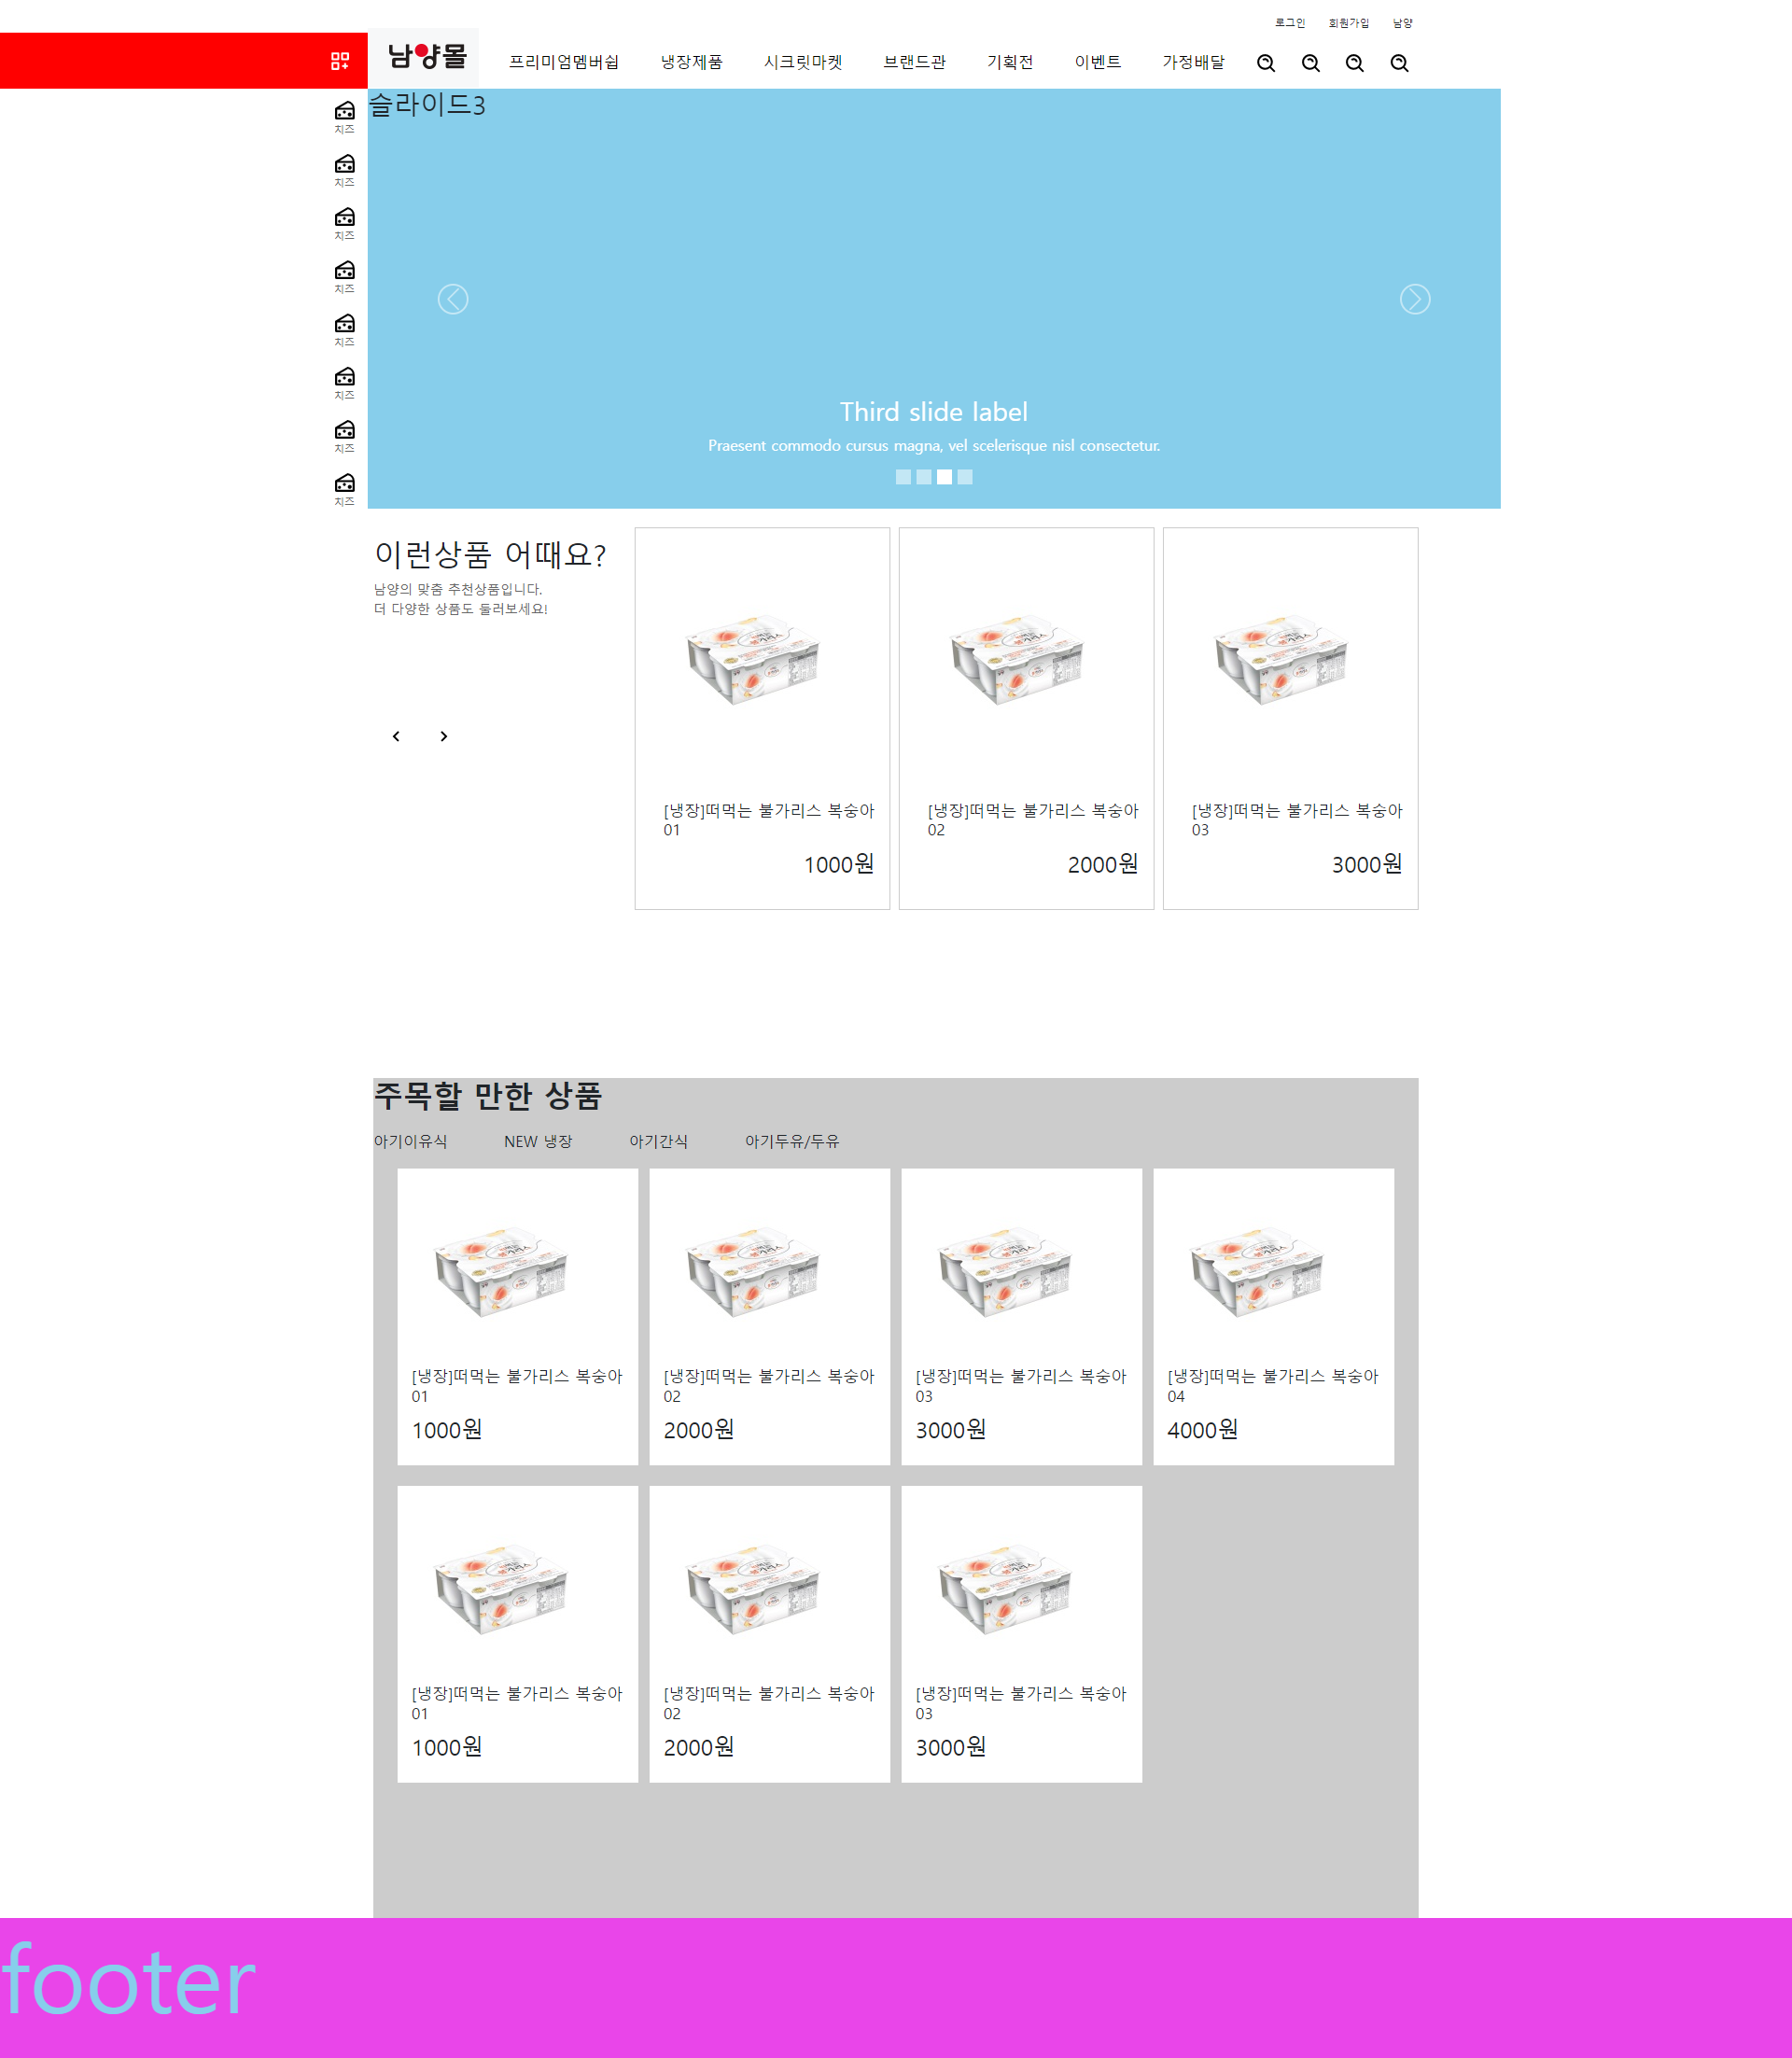 로그인 회원가입 남양
남양몰 프리미엄멤버쉽 냉장제품 시크릿마켓 브랜드관 기획전 이벤트 가정배달
슬라이드3
치즈
치즈
치즈
치즈
치즈
치즈
치즈
치즈
Third slide label
Praesent commodo cursus magna, vel scelerisque nisl consectetur.
이런상품 어때요?
남양의 맞춤 추천상품입니다.
더 다양한 상품도 둘러보세요!
[냉장]떠먹는 불가리스 복숭아
01
1000원
[냉장]떠먹는 불가리스 복숭아
02
2000원
[냉장]떠먹는 불가리스 복숭아
03
3000원
주목할 만한 상품
아기이유식 NEW 냉장 아기간식 아기두유/두유
[냉장]떠먹는 불가리스 복숭아
01
1000원
[냉장]떠먹는 불가리스 복숭아
02
2000원
[냉장]떠먹는 불가리스 복숭아
03
3000원
[냉장]떠먹는 불가리스 복숭아
04
4000원
[냉장]떠먹는 불가리스 복숭아
01
1000원
[냉장]떠먹는 불가리스 복숭아
02
2000원
[냉장]떠먹는 불가리스 복숭아
03
3000원
footer